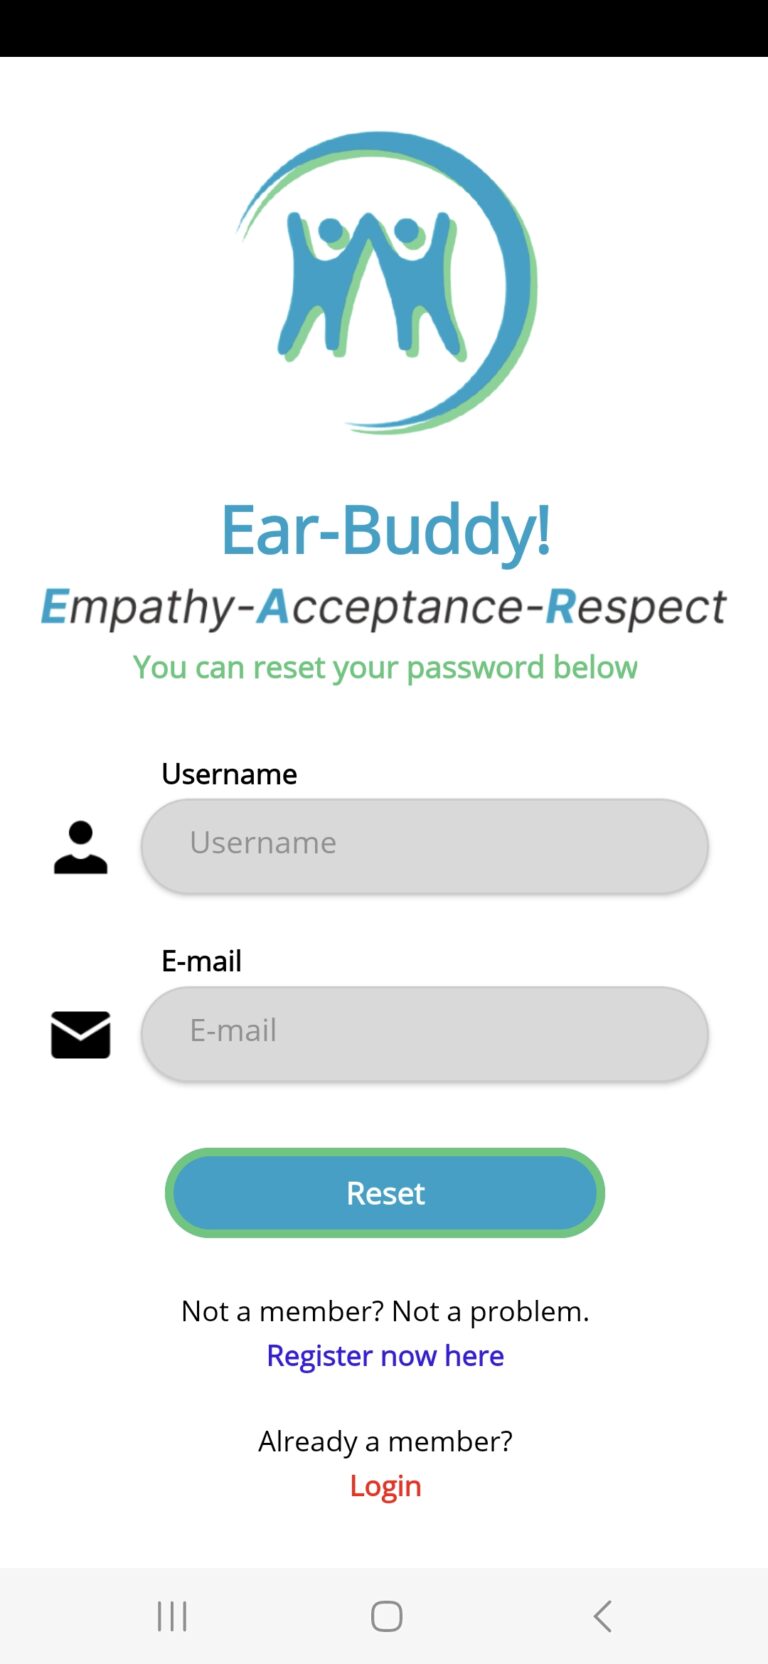 Ear-Buddy!
Empathy-Acceptance-Respect
You can reset your password below
Username
Username
E-mail
E-mail
Reset
Not a member? Not a problem.
Register now here
Already a member?
Login